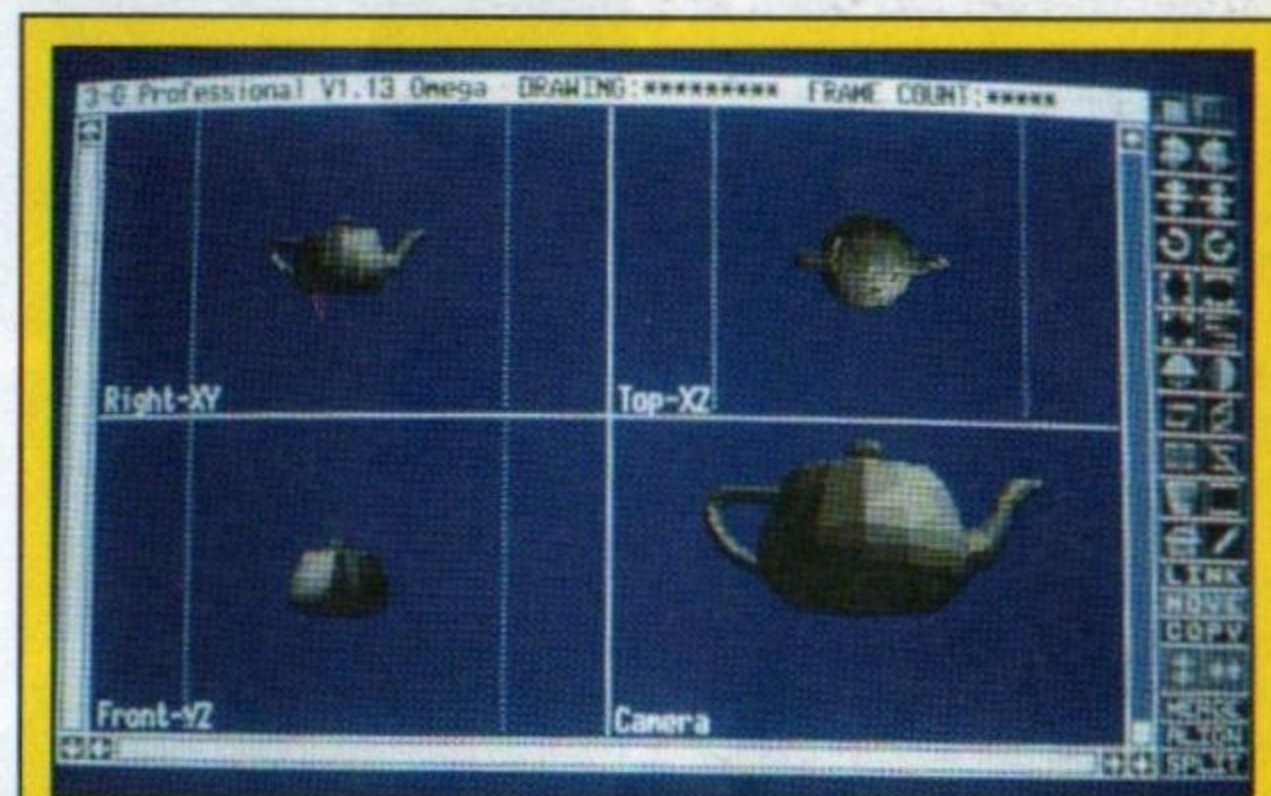 3-D Professional V1.13 Omega DRAWING:********* FRAME COUNT:*****
Right-XY
Top-XZ
Front-YZ
Camera
LINK
MOVE
COPY
MERGE
ALIGN
SPLIT